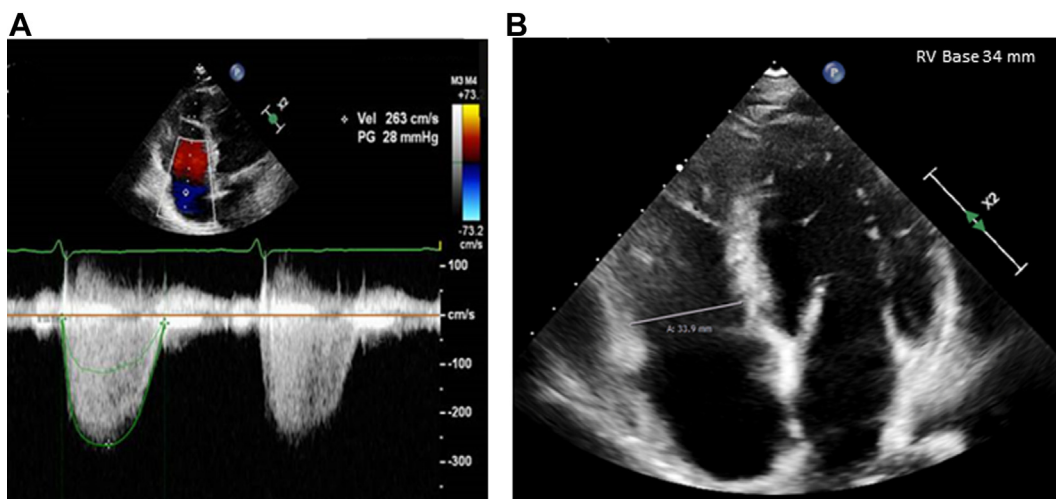 A
B
P
X2
M3 M4
+73.
Vel 263 cm/s
PG 28 mmHg
-73.2
cm/s
100
cm/s
-100
-200
-300
P
RV Base 34 mm
X2
A: 33.9 mm